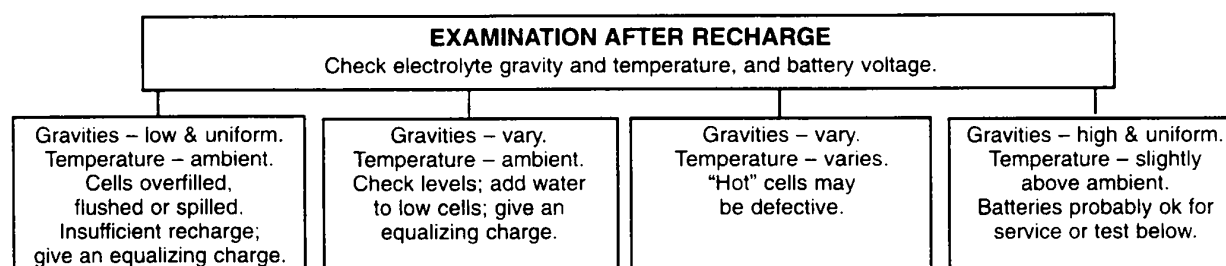 EXAMINATION AFTER RECHARGE
Check electrolyte gravity and temperature, and battery voltage.
Gravities – low & uniform.
Temperature – ambient.
Cells overfilled,
flushed or spilled.
Insufficient recharge;
give an equalizing charge.
Gravities – vary.
Temperature – ambient.
Check levels; add water
to low cells; give an
equalizing charge.
Gravities – vary.
Temperature – varies.
“Hot” cells may
be defective.
Gravities – high & uniform.
Temperature – slightly
above ambient.
Batteries probably ok for
service or test below.